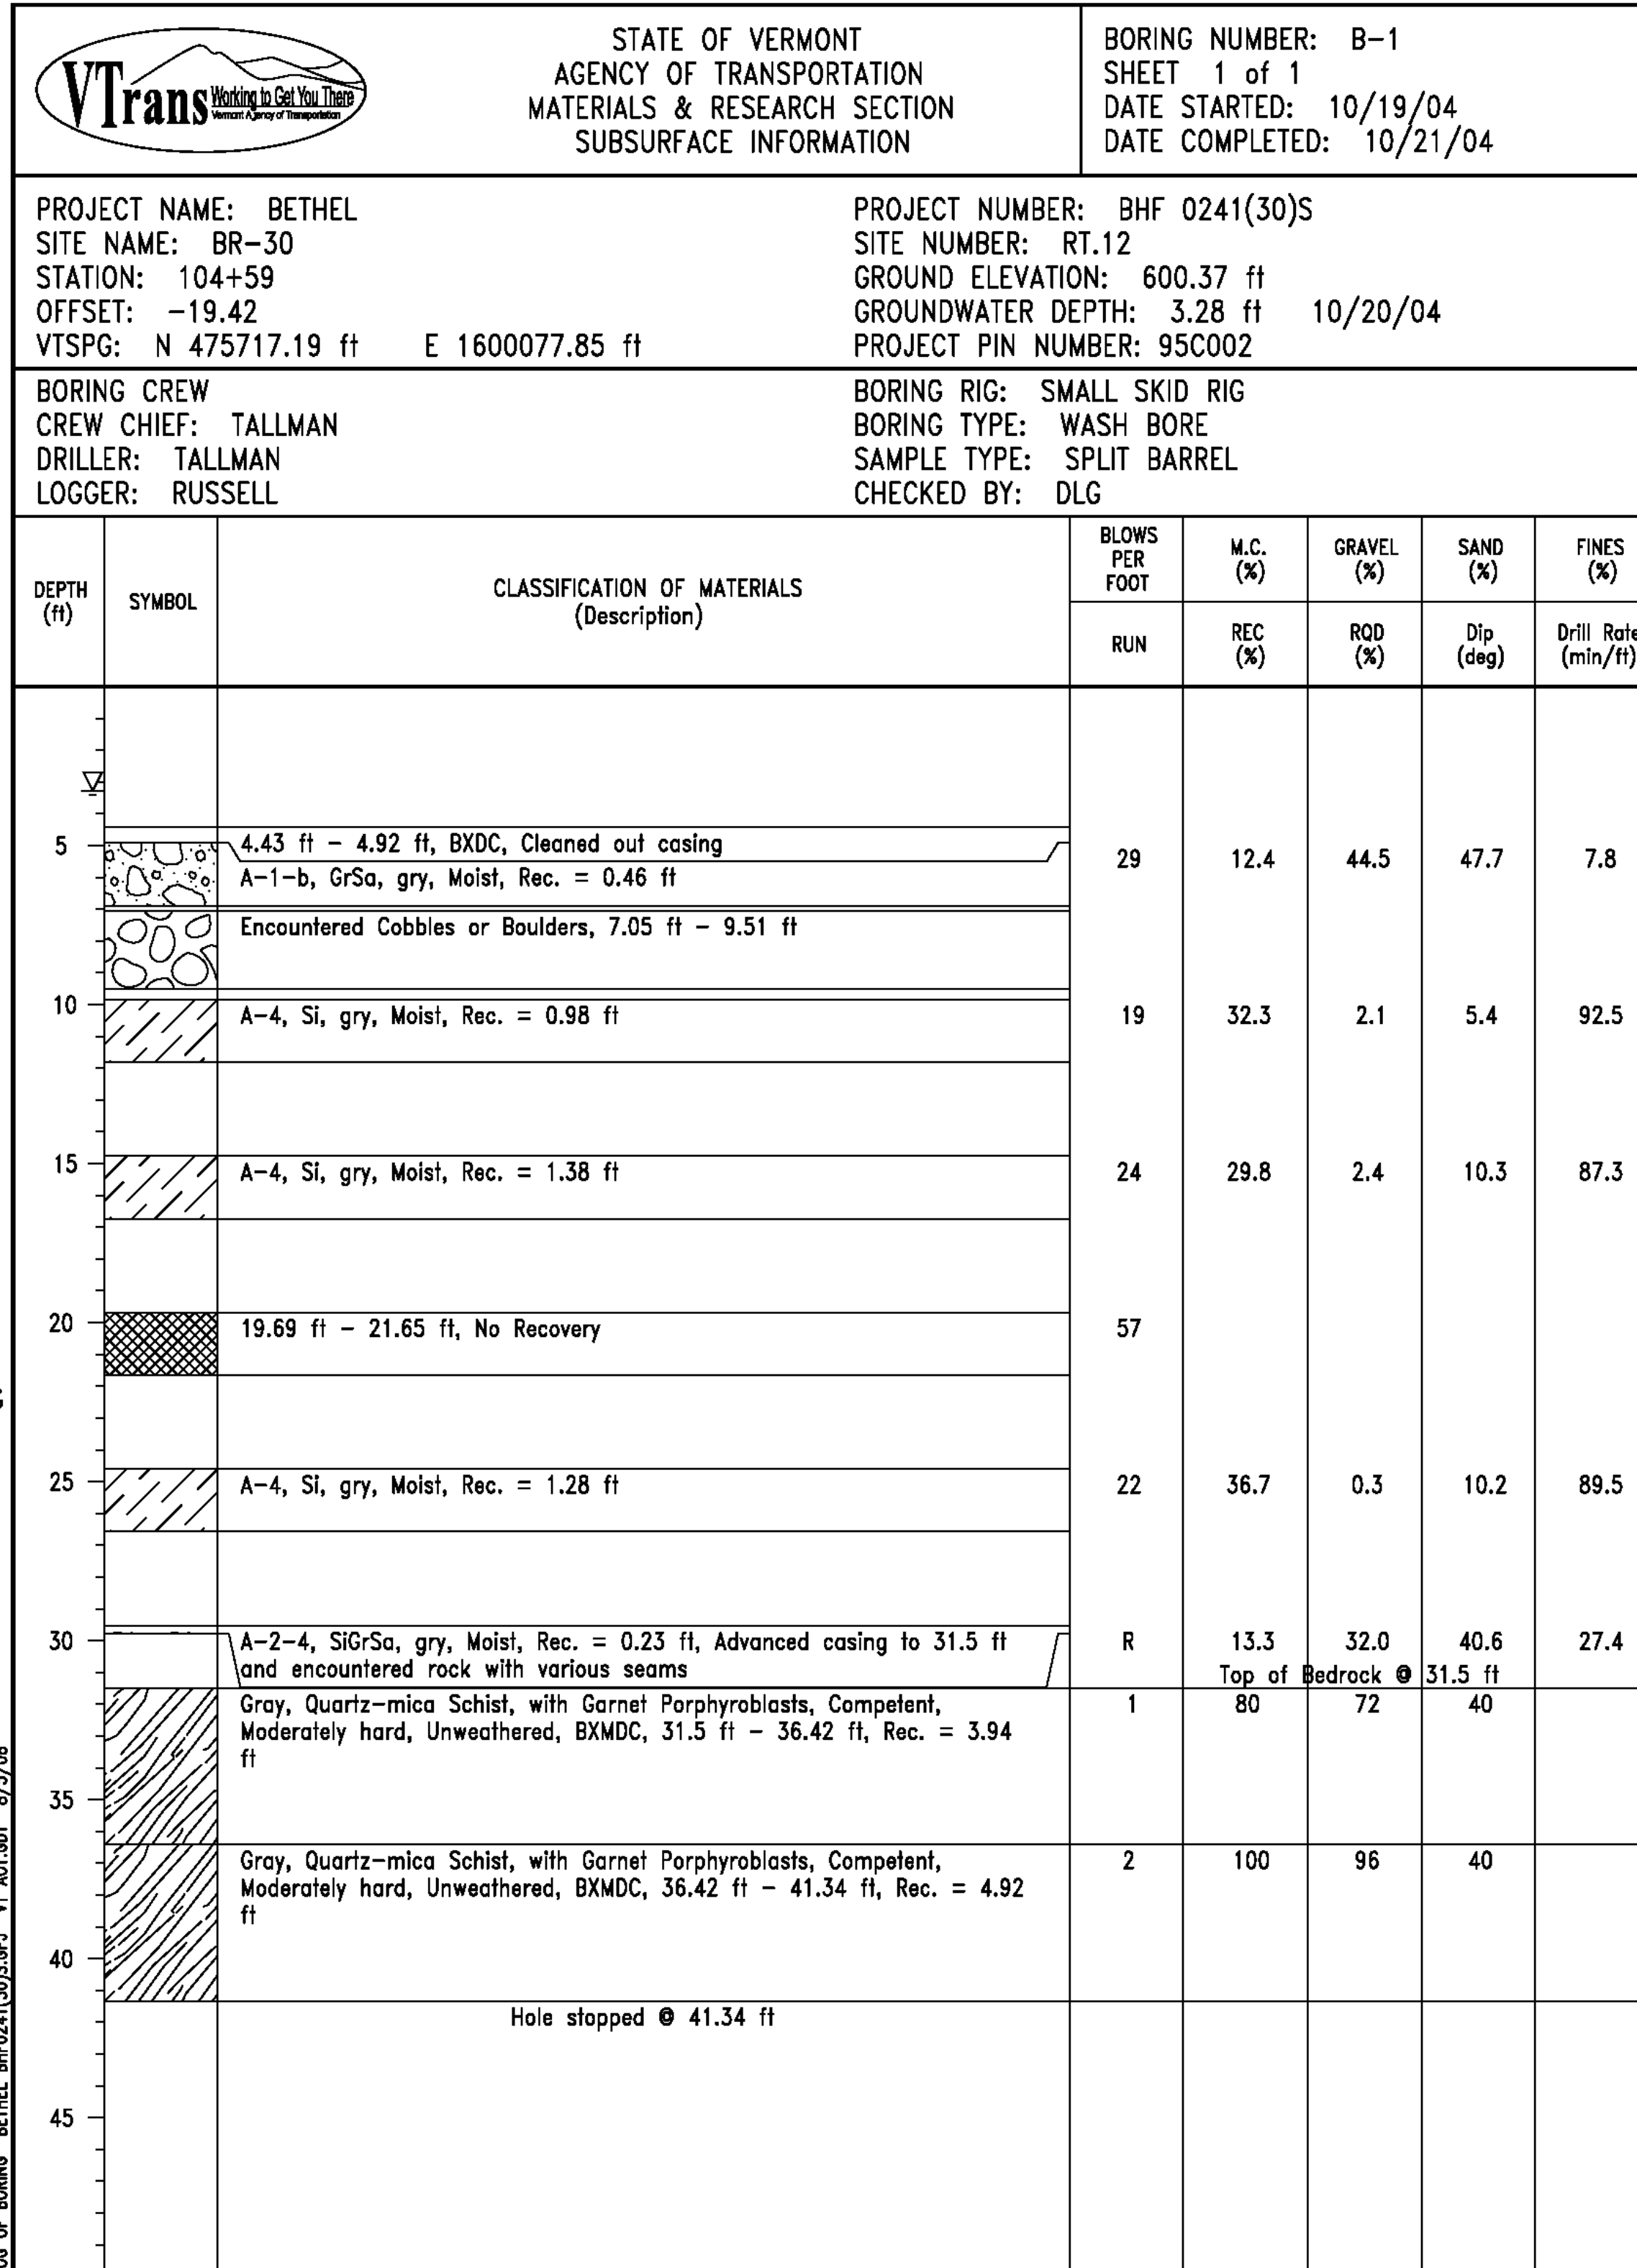 VTrans Working to Get You There
Vermont Agency of Transportation
STATE OF VERMONT
AGENCY OF TRANSPORTATION
MATERIALS & RESEARCH SECTION
SUBSURFACE INFORMATION
BORING NUMBER: B-1
SHEET 1 of 1
DATE STARTED: 10/19/04
DATE COMPLETED: 10/21/04
PROJECT NAME: BETHEL
SITE NAME: BR-30
STATION: 104+59
OFFSET: -19.42
VTSPG: N 475717.19 ft E 1600077.85 ft
PROJECT NUMBER: BHF 0241(30)S
SITE NUMBER: RT.12
GROUND ELEVATION: 600.37 ft
GROUNDWATER DEPTH: 3.28 ft 10/20/04
PROJECT PIN NUMBER: 95C002
BORING CREW
CREW CHIEF: TALLMAN
DRILLER: TALLMAN
LOGGER: RUSSELL
BORING RIG: SMALL SKID RIG
BORING TYPE: WASH BORE
SAMPLE TYPE: SPLIT BARREL
CHECKED BY: DLG
DEPTH
(ft)
SYMBOL
CLASSIFICATION OF MATERIALS
(Description)
BLOWS
PER
FOOT
M.C.
(%)
GRAVEL
(%)
SAND
(%)
FINES
(%)
RUN
REC
(%)
RQD
(%)
Dip
(deg)
Drill Rate
(min/ft)
4.43 ft - 4.92 ft, BXDC, Cleaned out casing
5 29 12.4 44.5 47.7 7.8
A-1-b, GrSa, gry, Moist, Rec. = 0.46 ft
Encountered Cobbles or Boulders, 7.05 ft - 9.51 ft
10 A-4, Si, gry, Moist, Rec. = 0.98 ft 19 32.3 2.1 5.4 92.5
15 A-4, Si, gry, Moist, Rec. = 1.38 ft 24 29.8 2.4 10.3 87.3
20 19.69 ft - 21.65 ft, No Recovery 57
25 A-4, Si, gry, Moist, Rec. = 1.28 ft 22 36.7 0.3 10.2 89.5
30 A-2-4, SiGrSa, gry, Moist, Rec. = 0.23 ft, Advanced casing to 31.5 ft R 13.3 32.0 40.6 27.4
and encountered rock with various seams Top of Bedrock @ 31.5 ft
Gray, Quartz-mica Schist, with Garnet Porphyroblasts, Competent, 1 80 72 40
Moderately hard, Unweathered, BXMDC, 31.5 ft - 36.42 ft, Rec. = 3.94
ft
35
Gray, Quartz-mica Schist, with Garnet Porphyroblasts, Competent, 2 100 96 40
Moderately hard, Unweathered, BXMDC, 36.42 ft - 41.34 ft, Rec. = 4.92
ft
40
Hole stopped @ 41.34 ft
45